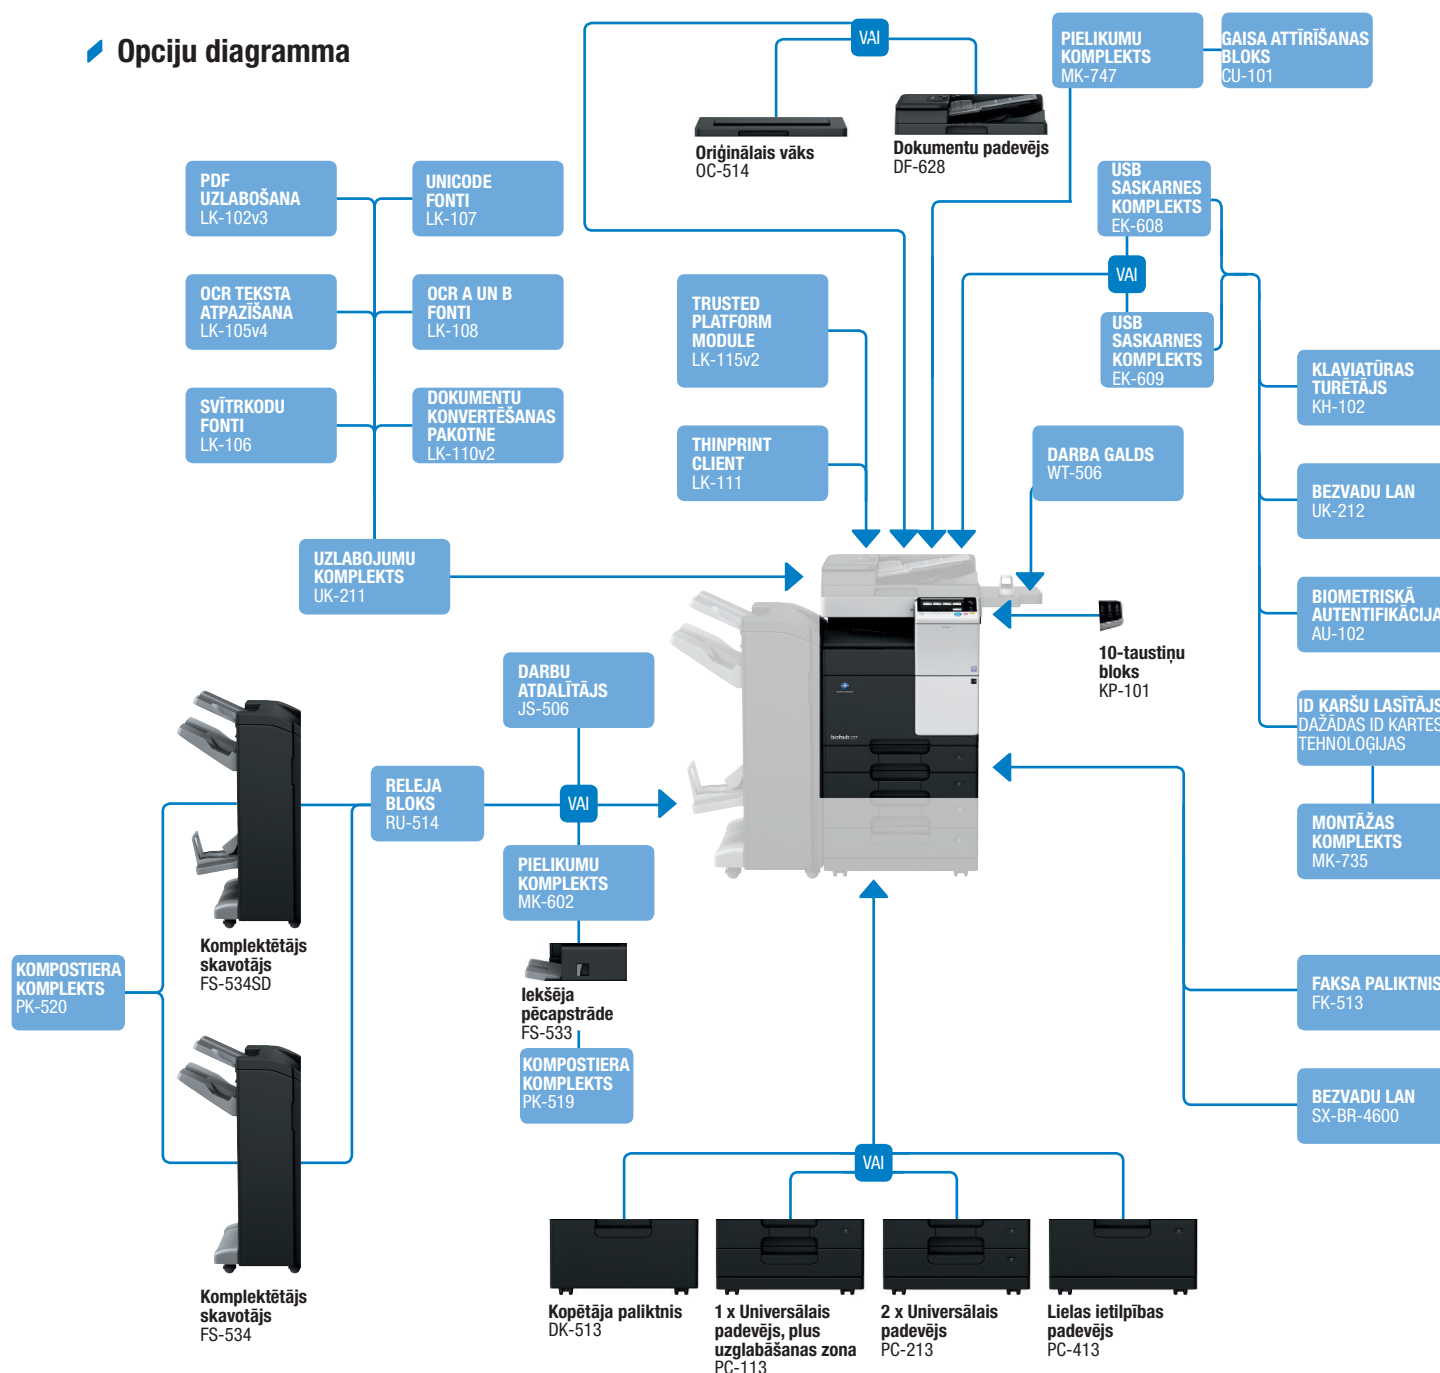 Opciju diagramma
VAI
PIELIKUMU
KOMPLEKTS
MK-747
GAISA ATTĪRĪŠANAS
BLOKS
CU-101
Oriģinālais vāks
OC-514
Dokumentu padevējs
DF-628
PDF
UZLABOŠANA
LK-102v3
UNICODE
FONTI
LK-107
USB
SASKARNES
KOMPLEKTS
EK-608
VAI
USB
SASKARNES
KOMPLEKTS
EK-609
OCR TEKSTA
ATPAZĪŠANA
LK-105v4
OCR A UN B
FONTI
LK-108
TRUSTED
PLATFORM
MODULE
LK-115v2
KLAVIATŪRAS
TURĒTĀJS
KH-102
SVĪTRKODU
FONTI
LK-106
DOKUMENTU
KONVERTĒŠANAS
PAKOTNE
LK-110v2
THINPRINT
CLIENT
LK-111
DARBA GALDS
WT-506
BEZVADU LAN
UK-212
UZLABOJUMU
KOMPLEKTS
UK-211
BIOMETRISKĀ
AUTENTIFIKĀCIJA
AU-102
10-taustiņu
bloks
KP-101
DARBU
ATDALĪTĀJS
JS-506
ID KARŠU LASĪTĀJS
DAŽĀDAS ID KARTES
TEHNOLOĢIJAS
bizhub
RELEJA
BLOKS
RU-514
VAI
MONTĀŽAS
KOMPLEKTS
MK-735
PIELIKUMU
KOMPLEKTS
MK-602
Komplektētājs
skavotājs
FS-534SD
KOMPOSTIERA
KOMPLEKTS
PK-520
Iekšēja
pēcapstrāde
FS-533
FAKSA PALIKTNIS
FK-513
KOMPOSTIERA
KOMPLEKTS
PK-519
BEZVADU LAN
SX-BR-4600
VAI
Komplektētājs
skavotājs
FS-534
Kopētāja paliktnis
DK-513
1 x Universālais
padevējs, plus
uzglabāšanas zona
PC-113
2 x Universālais
padevējs
PC-213
Lielas ietilpības
padevējs
PC-413